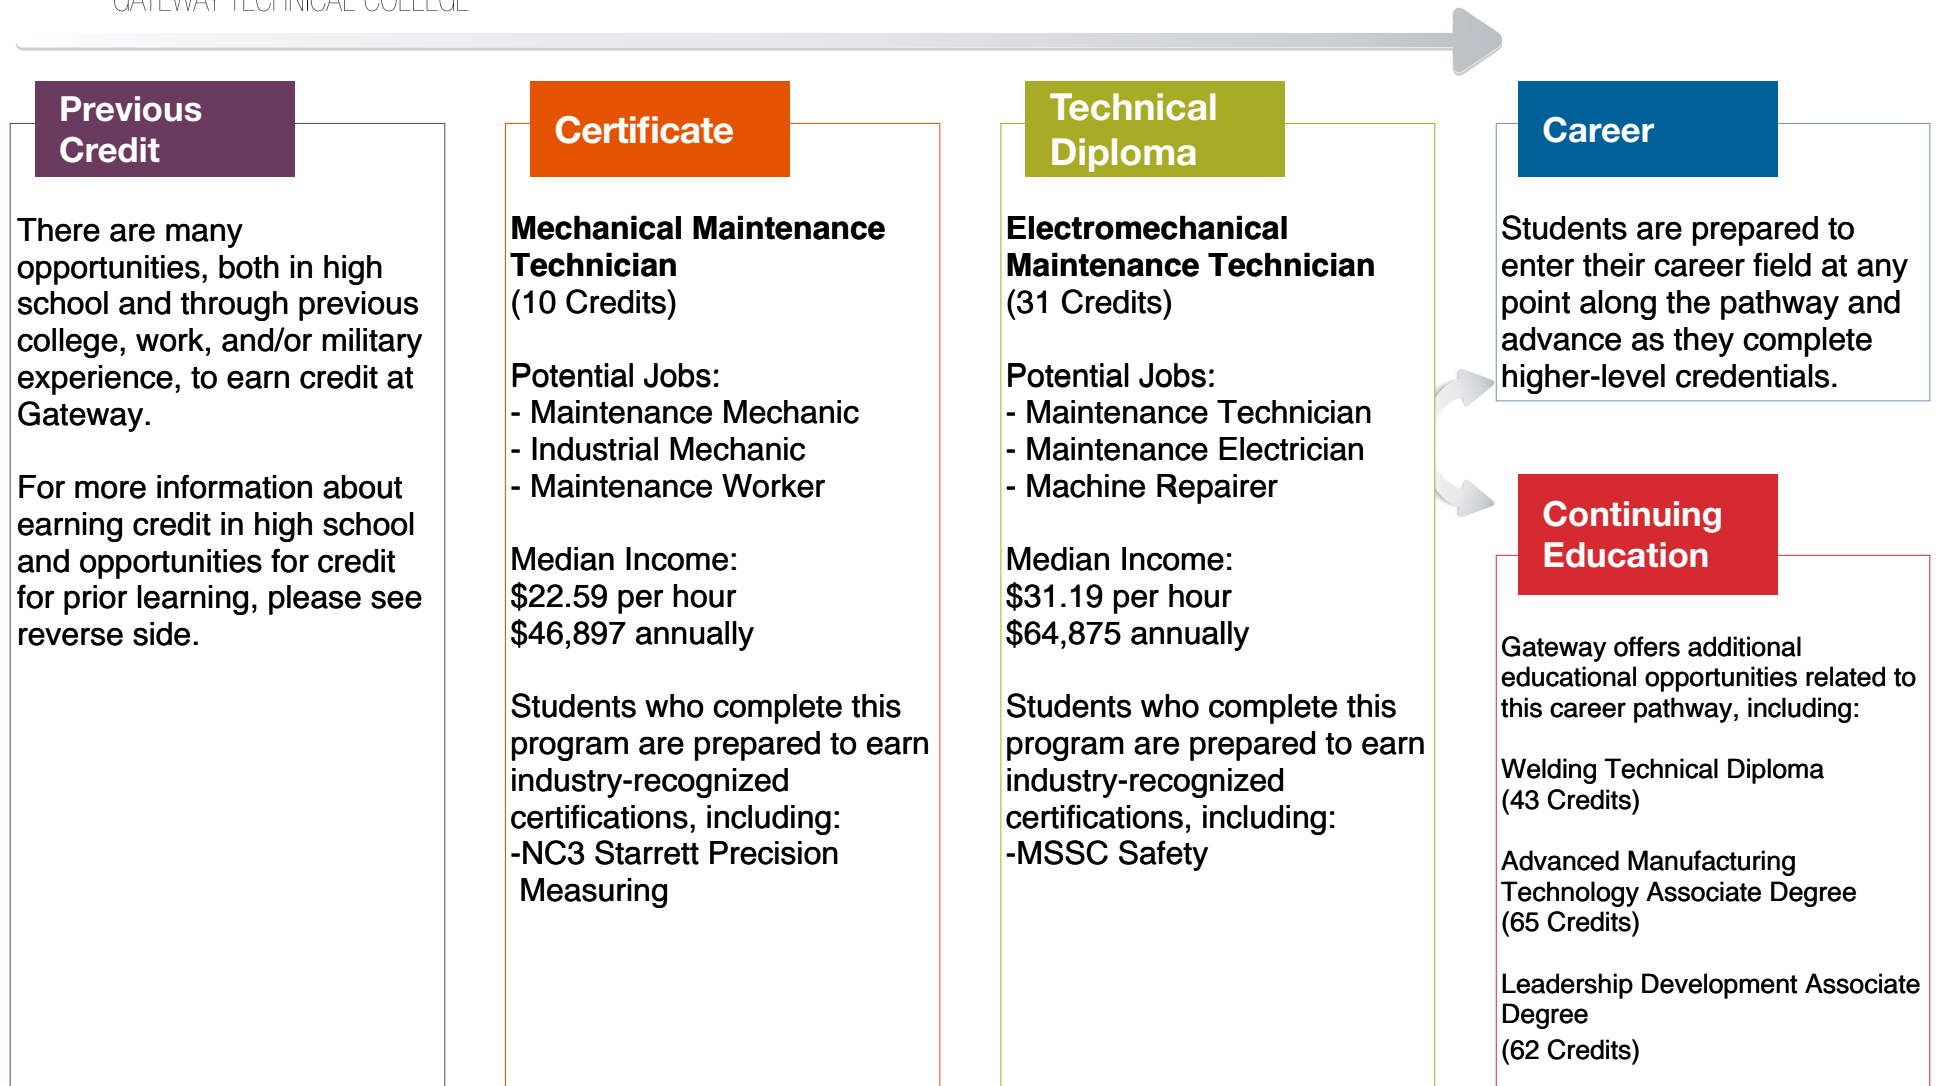 GATEWAY TECHNICAL COLLEGE
Previous
Credit
There are many
opportunities, both in high
school and through previous
college, work, and/or military
experience, to earn credit at
Gateway.
For more information about
earning credit in high school
and opportunities for credit
for prior learning, please see
reverse side.
Certificate
Mechanical Maintenance
Technician
(10 Credits)
Potential Jobs:
- Maintenance Mechanic
- Industrial Mechanic
- Maintenance Worker
Median Income:
$22.59 per hour
$46,897 annually
Students who complete this
program are prepared to earn
industry-recognized
certifications, including:
-NC3 Starrett Precision
Measuring
Technical
Diploma
Electromechanical
Maintenance Technician
(31 Credits)
Potential Jobs:
- Maintenance Technician
- Maintenance Electrician
- Machine Repairer
Median Income:
$31.19 per hour
$64,875 annually
Students who complete this
program are prepared to earn
industry-recognized
certifications, including:
-MSSC Safety
Career
Students are prepared to
enter their career field at any
point along the pathway and
advance as they complete
higher-level credentials.
Continuing
Education
Gateway offers additional
educational opportunities related to
this career pathway, including:
Welding Technical Diploma
(43 Credits)
Advanced Manufacturing
Technology Associate Degree
(65 Credits)
Leadership Development Associate
Degree
(62 Credits)